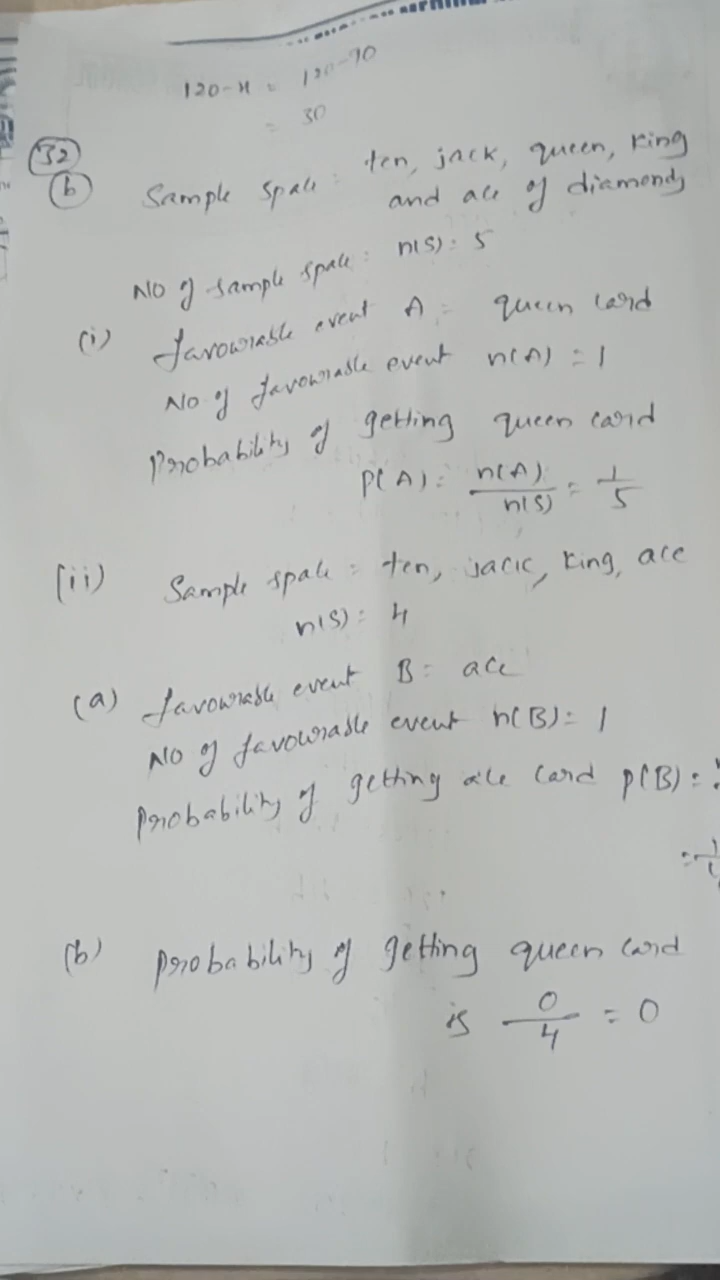 120-x = 120-90
= 30
32
b Sample space = ten, jack, queen, king
and ace of diamonds
No of sample space = n(S) = 5
(i) favourable event A = queen card
No of favourable event n(A) = 1
Probability of getting queen card
P(A) = n(A)/n(S) = 1/5
(ii) Sample space = ten, jack, king, ace
n(S) = 4
(a) favourable event B = ace
No of favourable event n(B) = 1
Probability of getting ace card p(B) =
(b) probability of getting queen card
is 0/4 = 0